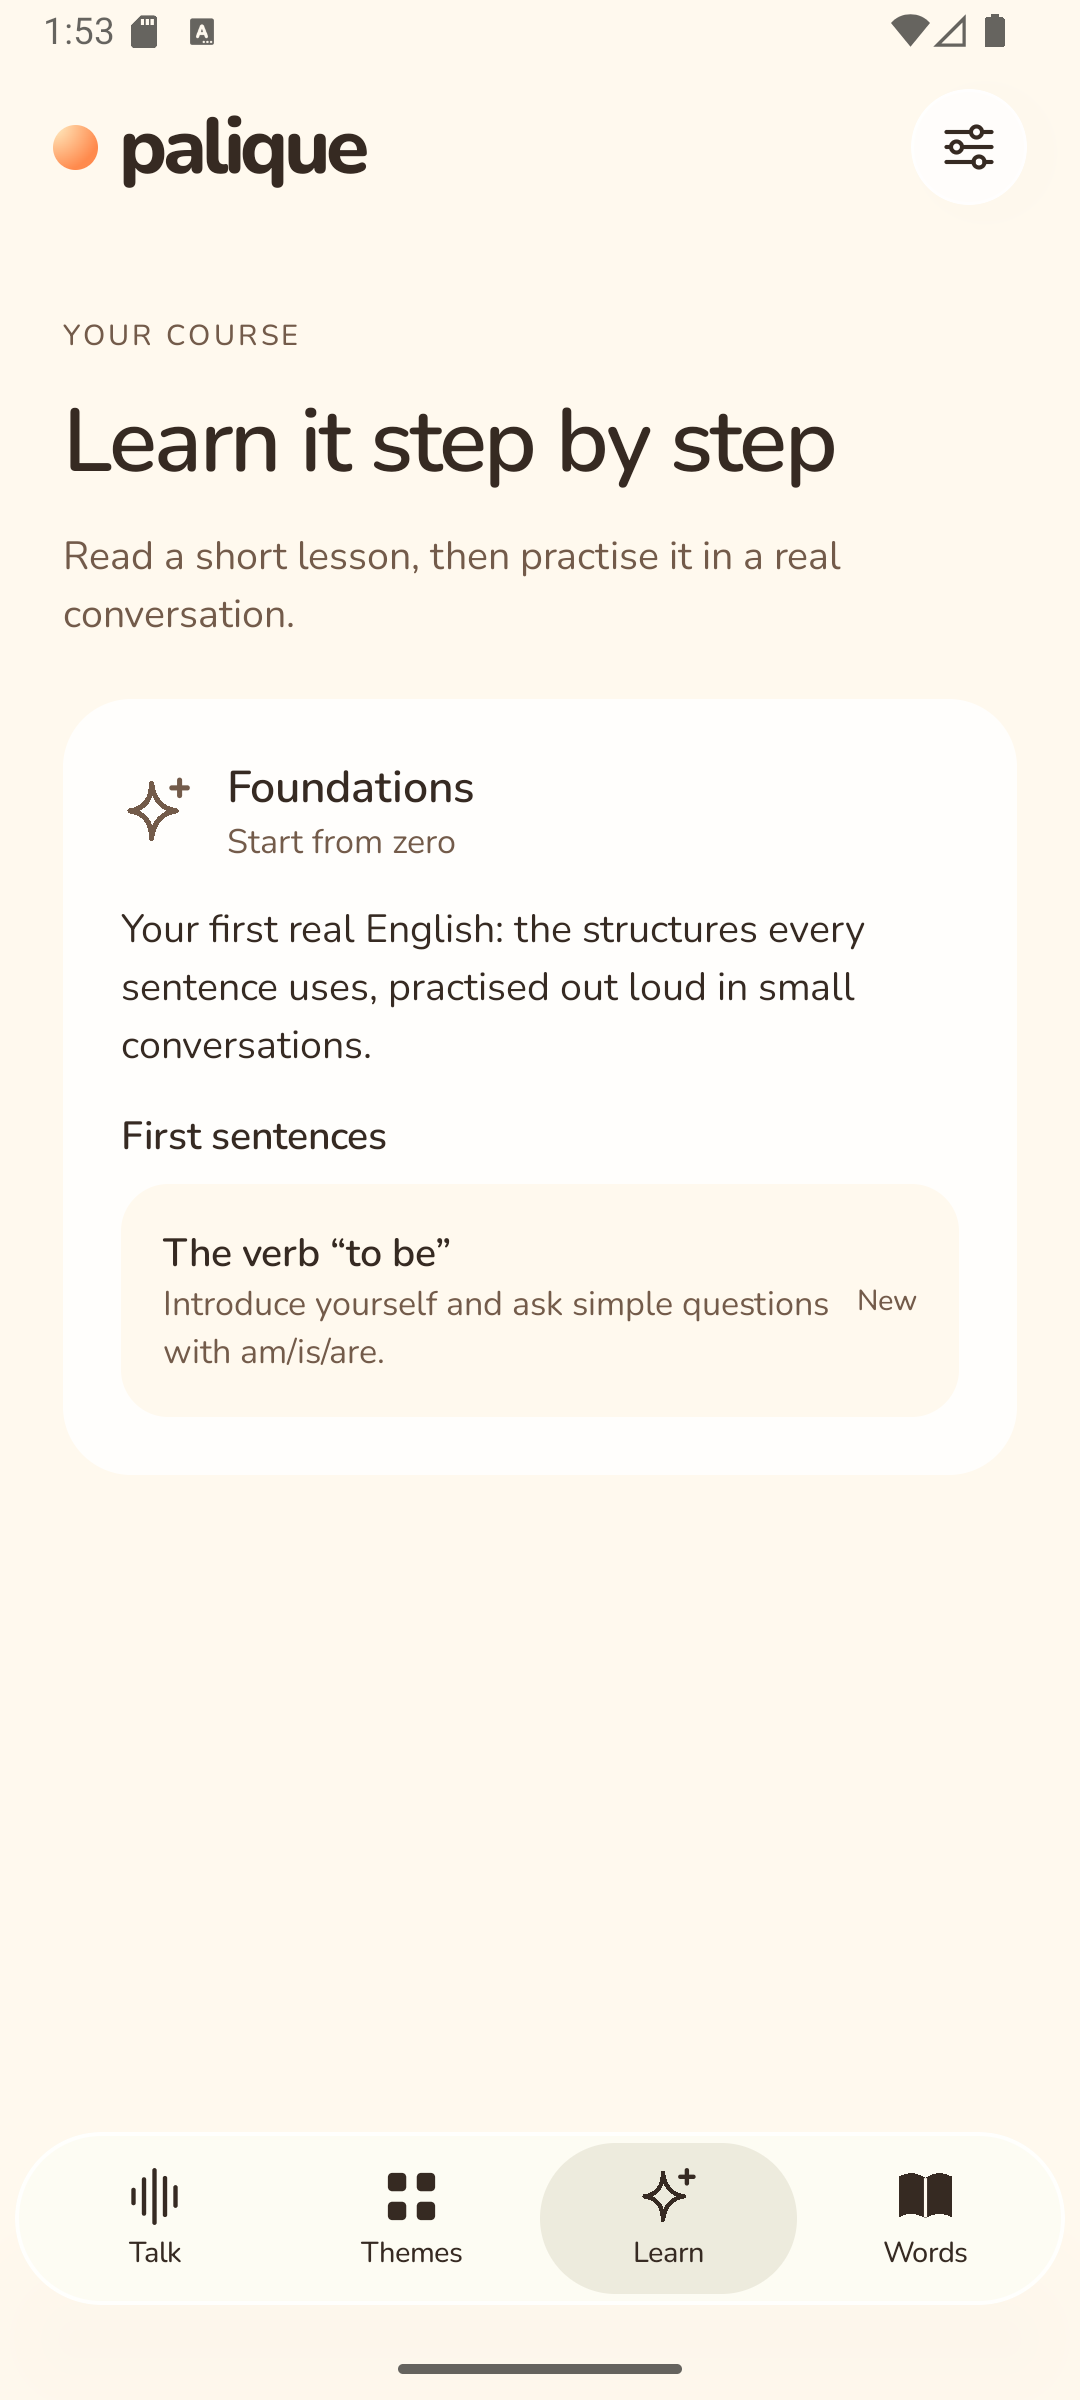 1:53
palique
YOUR COURSE
Learn it step by step
Read a short lesson, then practise it in a real
conversation.
Foundations
Start from zero
Your first real English: the structures every
sentence uses, practised out loud in small
conversations.
First sentences
The verb “to be”
Introduce yourself and ask simple questions
New
with am/is/are.
Talk
Themes
Learn
Words